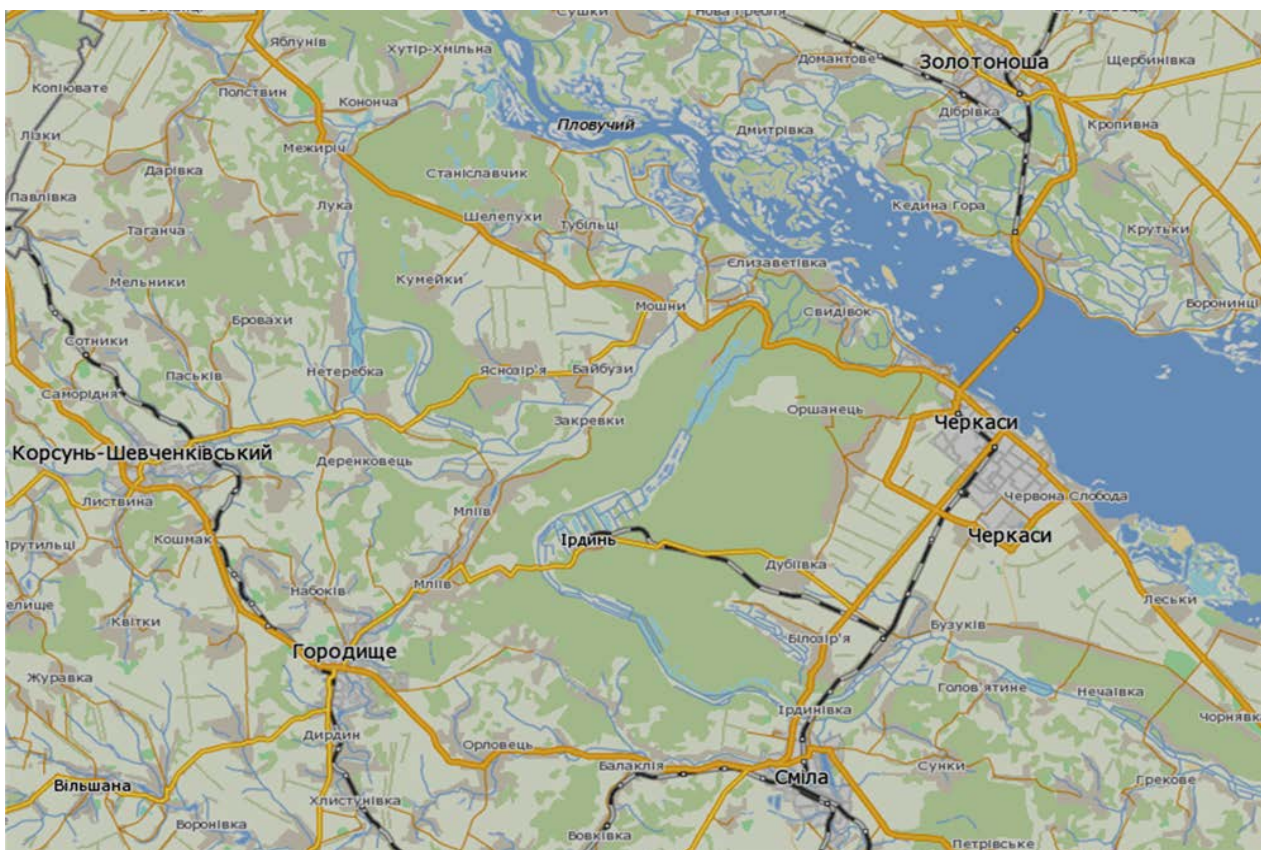 Сушки
Нова Гребля
Яблунів
Хутір-Хмільна
Домантове
Золотоноша
Щербинівка
Копіювате
Полствин
Кононча
Дібрівка
Пловучий
Дмитрівка
Кропивна
Лізки
Межиріч
Дарівка
Станіславчик
Павлівка
Лука
Шелепухи
Тубільці
Кедина Гора
Таганча
Крутьки
Єлизаветівка
Мельники
Кумейки
Мошни
Свидівок
Боронинці
Бровахи
Сотники
Нетеребка
Яснозір'я
Байбузи
Паськів
Саморідня
Оршанець
Закревки
Черкаси
Корсунь-Шевченківський
Деренковець
Листвина
Червона Слобода
Мліїв
Кошмак
Ірдинь
Черкаси
Прутильці
Дубіївка
Мліїв
Набоків
Леськи
Квітки
Бузуків
Білозір'я
Городище
Журавка
Голов'ятине
Нечаївка
Ірдинівка
Чорнявка
Дирдин
Орловець
Балаклія
Сунки
Сміла
Грекове
Вільшана
Хлистунівка
Воронівка
Вовківка
Петрівське